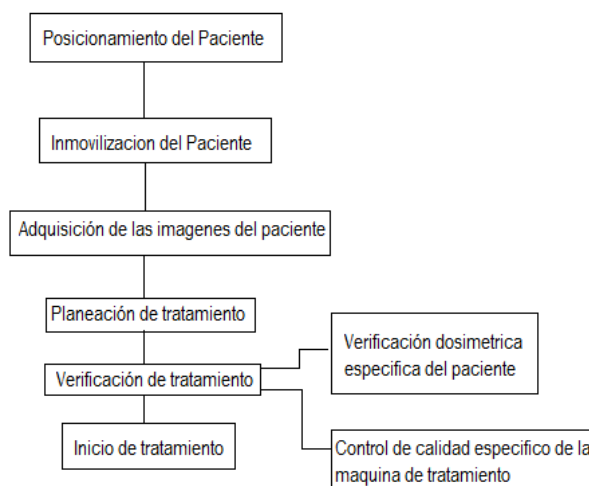 Posicionamiento del Paciente
Inmovilizacion del Paciente
Adquisición de las imagenes del paciente
Planeación de tratamiento
Verificación de tratamiento
Verificación dosimetrica
especifica del paciente
Inicio de tratamiento
Control de calidad especifico de la
maquina de tratamiento